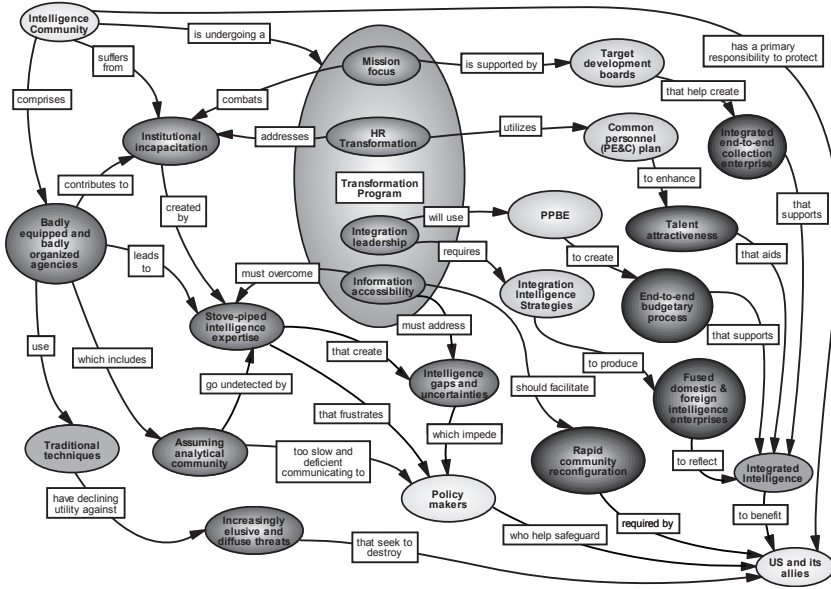 Intelligence
Community
is undergoing a
has a primary
responsibility to protect
suffers
from
Mission
focus
is supported by
Target
development
boards
that help create
comprises
combats
Institutional
incapacitation
addresses
HR
Transformation
utilizes
Common
personnel
(PE&C) plan
Integrated
end-to-end
collection
enterprise
contributes to
to enhance
Transformation
Program
created
by
will use
PPBE
Talent
attractiveness
that
supports
Badly
equipped and
badly
organized
agencies
leads
to
Integration
leadership
requires
to create
that aids
must overcome
Information
accessibility
Integration
Intelligence
Strategies
End-to-end
budgetary
process
Stove-piped
intelligence
expertise
must address
that supports
use
which includes
that create
to produce
go undetected by
Intelligence
gaps and
uncertainties
should facilitate
Fused
domestic &
foreign
intelligence
enterprises
that frustrates
Traditional
techniques
Assuming
analytical
community
too slow and
deficient
communicating to
which impede
Rapid
community
reconfiguration
to reflect
Integrated
Intelligence
Policy
makers
have declining
utility against
Increasingly
elusive and
diffuse threats
that seek to
destroy
who help safeguard
required by
to benefit
US and its
allies